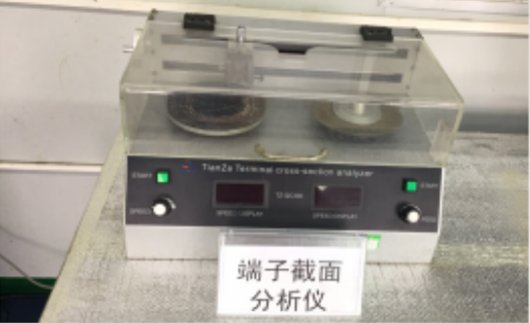 TianZe Terminal cross-section analyzer
START
START
SPEED
SPEED DISPLAY
SPEED DISPLAY
端子截面
分析仪